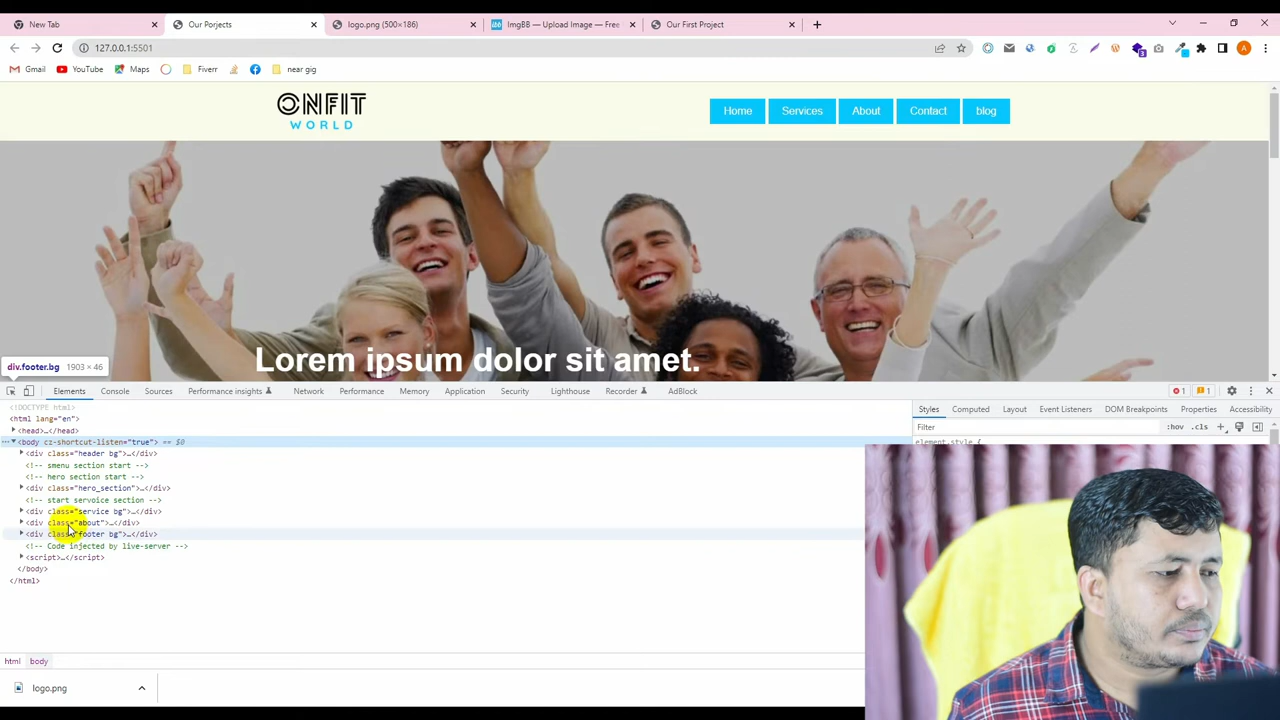 New Tab
Our Porjects
logo.png (500×186)
ImgBB — Upload Image — Free
Our First Project
127.0.0.1:5501
Gmail
YouTube
Maps
Fiverr
near gig
ONFIT
WORLD
Home
Services
About
Contact
blog
Lorem ipsum dolor sit amet.
div.footer.bg 1903 × 46
Elements
Console
Sources
Performance insights
Network
Performance
Memory
Application
Security
Lighthouse
Recorder
AdBlock
1
1
<!DOCTYPE html>
<html lang="en">
<head>…</head>
<body cz-shortcut-listen="true"> == $0
<div class="header bg">…</div>
<!-- smenu section start -->
<!-- hero section start -->
<div class="hero_section">…</div>
<!-- start servoice section -->
<div class="service bg">…</div>
<div class="about">…</div>
<div class="footer bg">…</div>
<!-- Code injected by live-server -->
<script>…</script>
</body>
</html>
html body
Styles
Computed
Layout
Event Listeners
DOM Breakpoints
Properties
Accessibility
Filter
:hov .cls
element.style {
logo.png